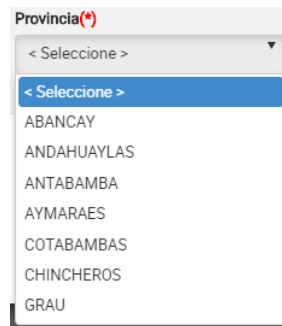 Provincia(*)
< Seleccione >
< Seleccione >
ABANCAY
ANDAHUAYLAS
ANTABAMBA
AYMARAES
COTABAMBAS
CHINCHEROS
GRAU